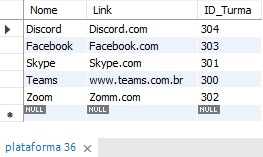 Nome Link ID_Turma
Discord Discord.com 304
Facebook Facebook.com 303
Skype Skype.com 301
Teams www.teams.com.br 300
Zoom Zomm.com 302
NULL NULL NULL
plataforma 36 ×